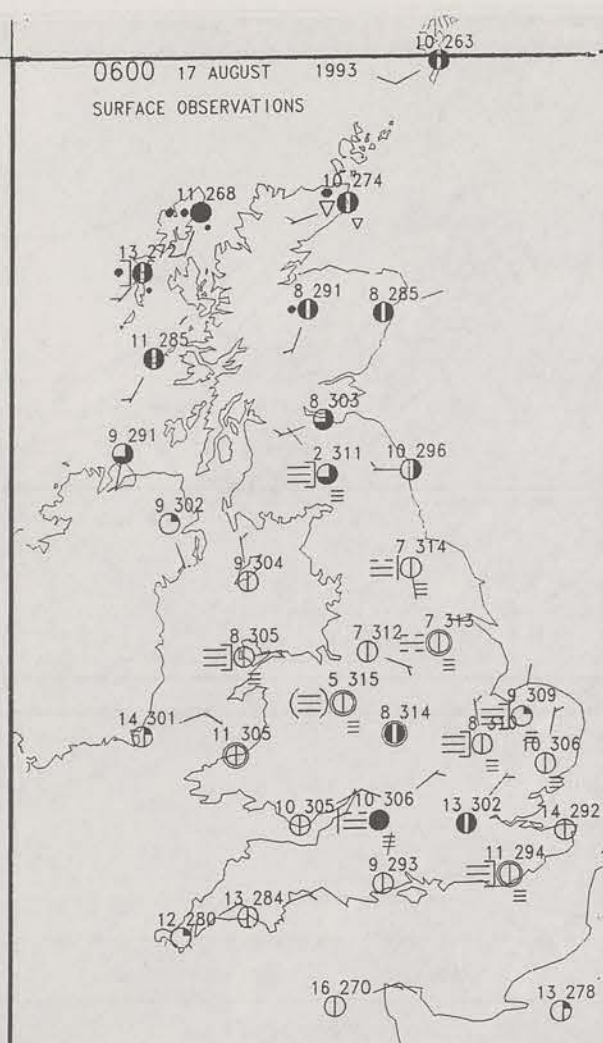 10 263
0600 17 AUGUST 1993
SURFACE OBSERVATIONS
10 274
11 268
13 272
8 291 8 285
11 285
8 303
9 291 2 311 10 296
9 302
9 304 7 314
8 305 7 312 7 313
5 315 9 309
14 301 11 305 8 314 8 310
10 306
10 305 10 306 13 302 14 292
9 293 11 294
13 284
12 280
16 270 13 278